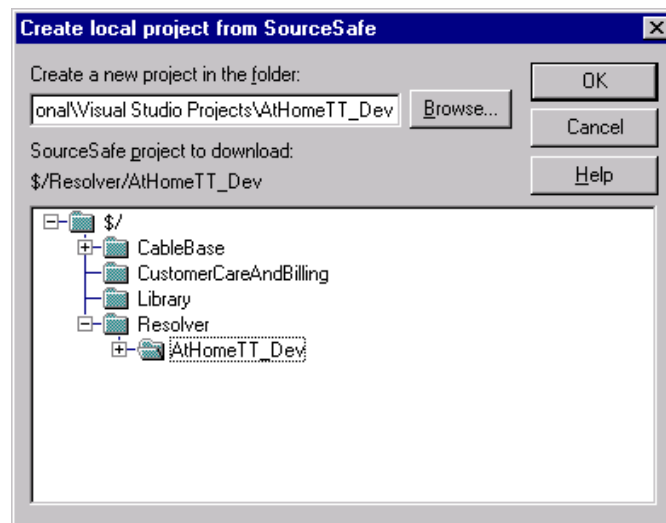 Create local project from SourceSafe
Create a new project in the folder:
OK
onal\Visual Studio Projects\AtHomeTT_Dev
Browse...
Cancel
SourceSafe project to download:
$/Resolver/AtHomeTT_Dev
Help
$/
CableBase
CustomerCareAndBilling
Library
Resolver
AtHomeTT_Dev